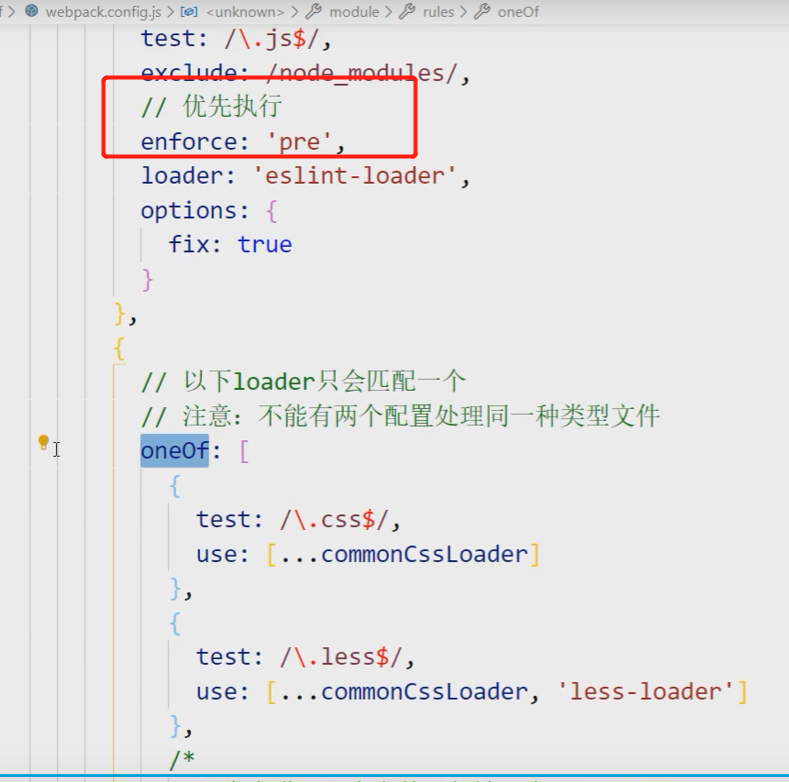 webpack.config.js > <unknown> > module > rules > oneOf
test: /\.js$/,
exclude: /node_modules/,
// 优先执行
enforce: 'pre',
loader: 'eslint-loader',
options: {
fix: true
}
},
{
// 以下loader只会匹配一个
// 注意：不能有两个配置处理同一种类型文件
oneOf: [
{
test: /\.css$/,
use: [...commonCssLoader]
},
{
test: /\.less$/,
use: [...commonCssLoader, 'less-loader']
},
/*